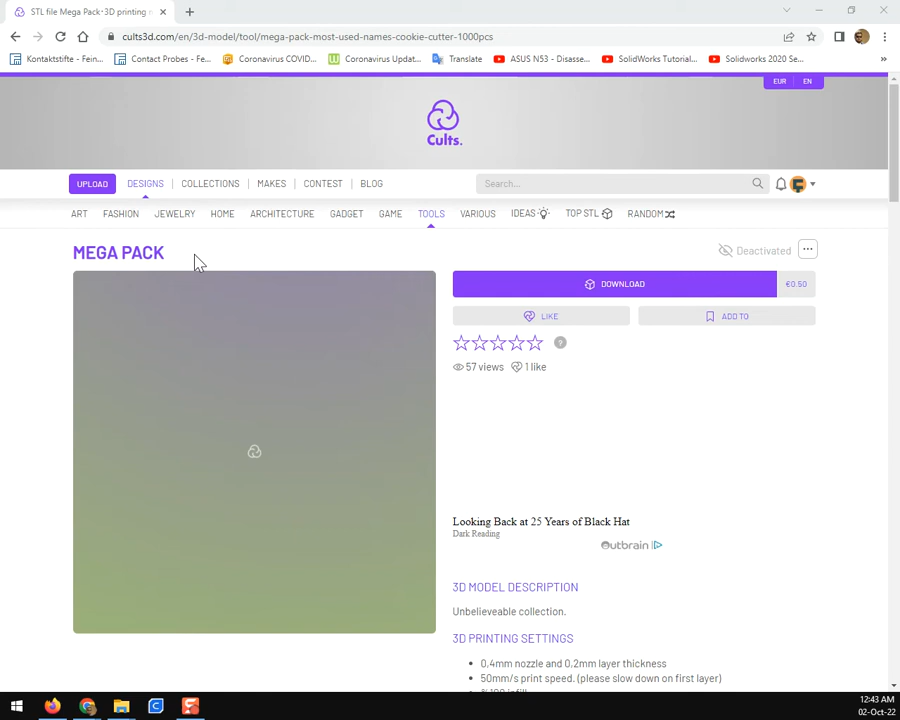 STL file Mega Pack・3D printing
cults3d.com/en/3d-model/tool/mega-pack-most-used-names-cookie-cutter-1000pcs
Kontaktstifte - Fein... Contact Probes - Fe... Coronavirus COVID... Coronavirus Updat... Translate ASUS N53 - Disasse... SolidWorks Tutorial... Solidworks 2020 Se... »
EUR EN
Cults.
UPLOAD DESIGNS | COLLECTIONS | MAKES | CONTEST | BLOG Search...
ART FASHION JEWELRY HOME ARCHITECTURE GADGET GAME TOOLS VARIOUS IDEAS TOP STL RANDOM
MEGA PACK
Deactivated ...
DOWNLOAD €0.50
LIKE ADD TO
?
57 views 1 like
Looking Back at 25 Years of Black Hat
Dark Reading
Outbrain
3D MODEL DESCRIPTION
Unbelieveable collection.
3D PRINTING SETTINGS
• 0.4mm nozzle and 0.2mm layer thickness
• 50mm/s print speed. (please slow down on first layer)
• %100 infill
12:43 AM
02-Oct-22